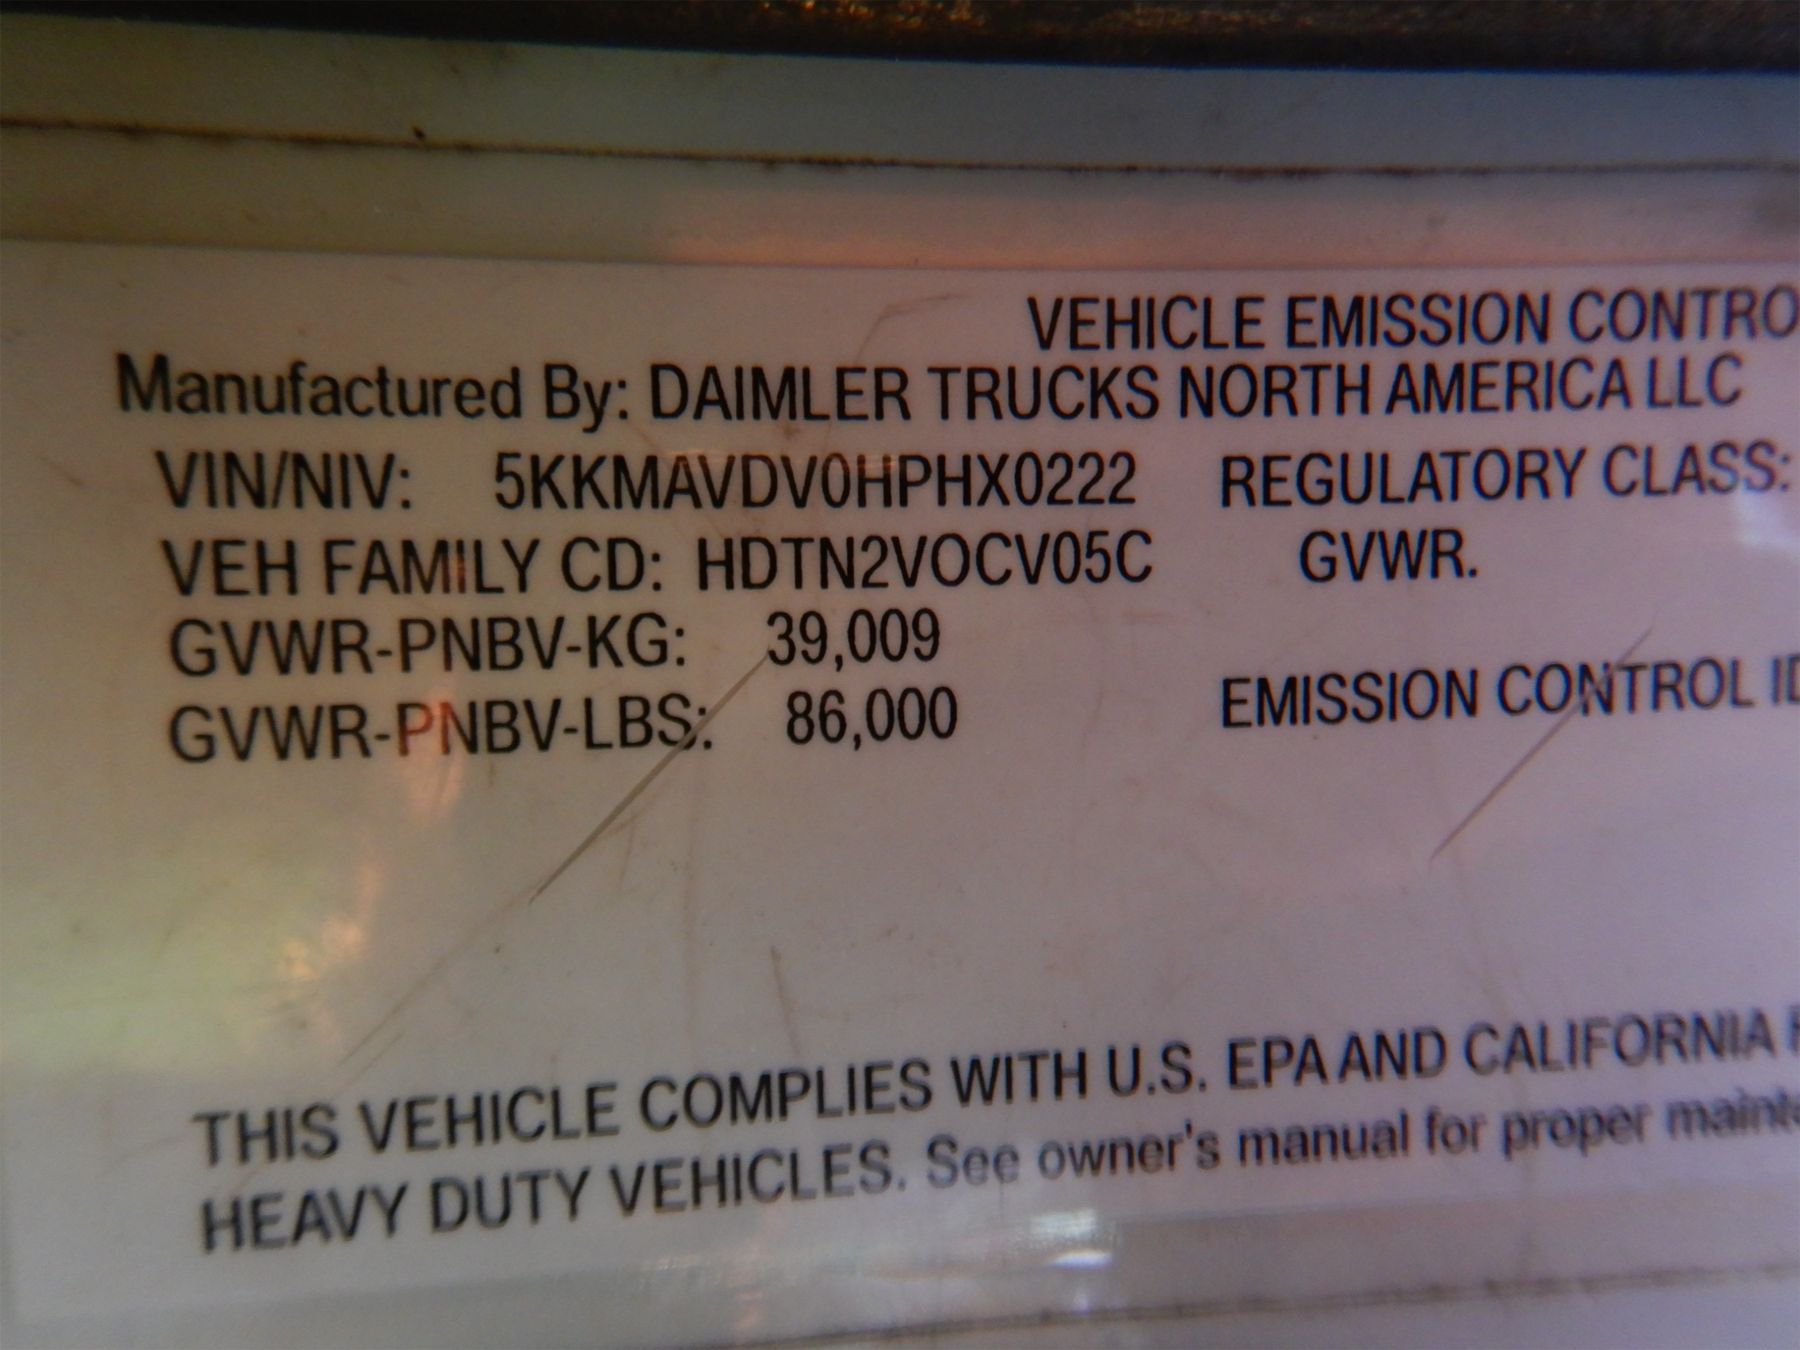 VEHICLE EMISSION CONTRO
Manufactured By: DAIMLER TRUCKS NORTH AMERICA LLC
VIN/NIV: 5KKMAVDV0HPHX0222 REGULATORY CLASS:
VEH FAMILY CD: HDTN2VOCV05C GVWR.
GVWR-PNBV-KG: 39,009
GVWR-PNBV-LBS: 86,000 EMISSION CONTROL ID
THIS VEHICLE COMPLIES WITH U.S. EPA AND CALIFORNIA
HEAVY DUTY VEHICLES. See owner's manual for proper mainte